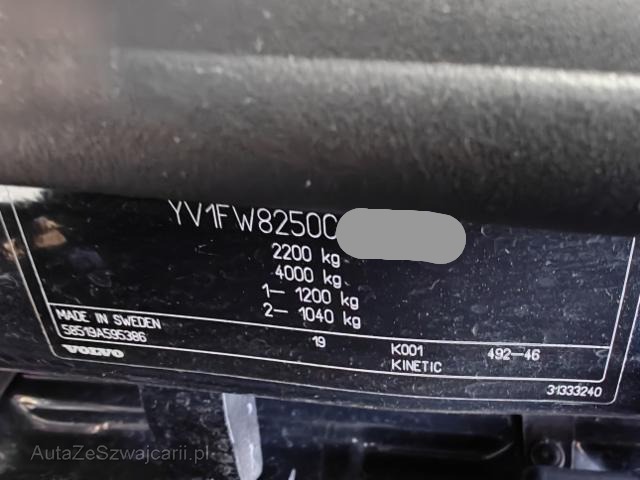 YV1FW82500
2200 kg
4000 kg
1– 1200 kg
2– 1040 kg
MADE IN SWEDEN
58519A595386 19 K001 492–46
VOLVO KINETIC
31333240
AutaZeSzwajcarii.pl